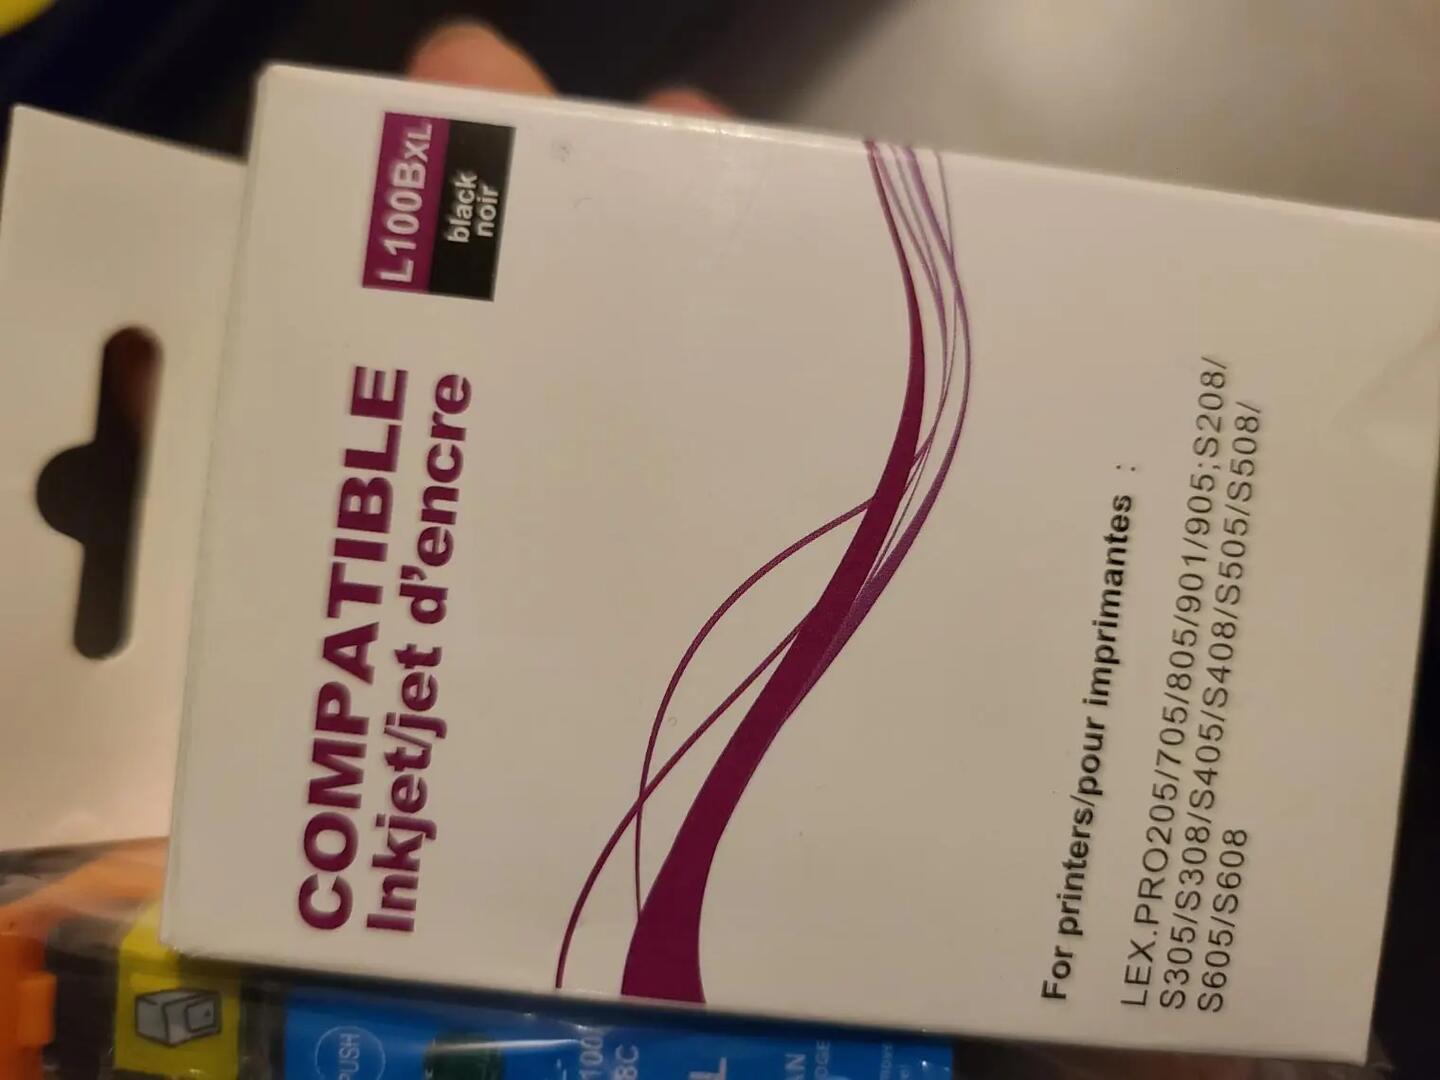 L100BXL
black
noir
COMPATIBLE
Inkjet/jet d'encre
For printers/pour imprimantes :
LEX.PRO205/705/805/901/905;S208/
S305/S308/S405/S408/S505/S508/
S605/S608
PUSH